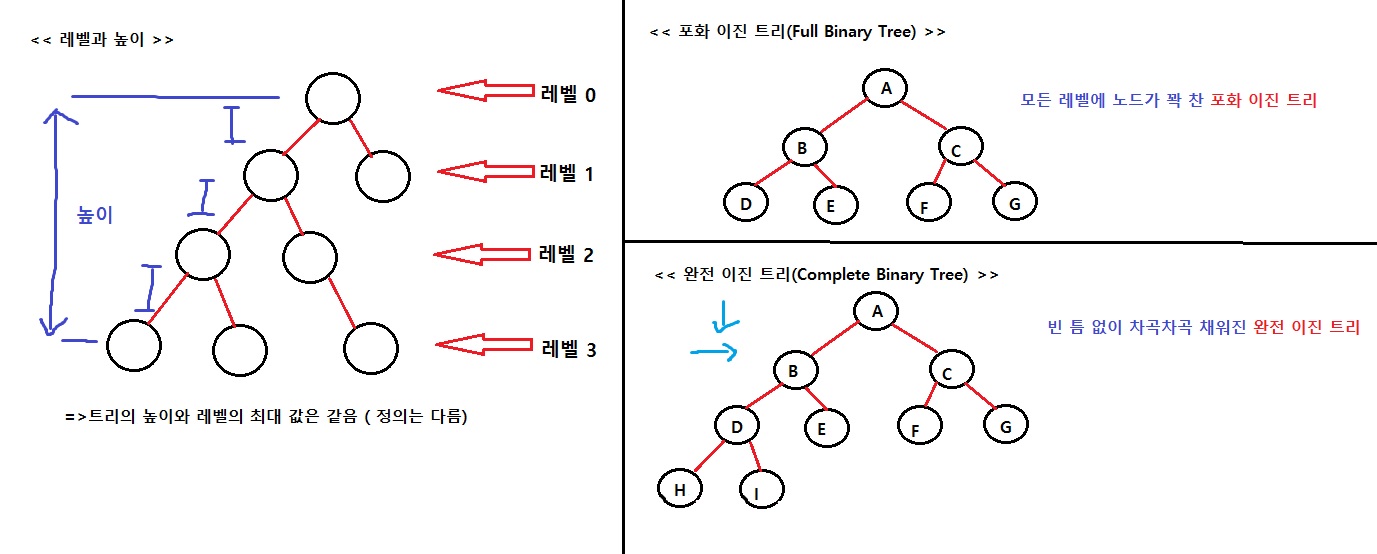 << 레벨과 높이 >>
레벨 0
레벨 1
높이
레벨 2
레벨 3
=>트리의 높이와 레벨의 최대 값은 같음 ( 정의는 다름)
<< 포화 이진 트리(Full Binary Tree) >>
A
모든 레벨에 노드가 꽉 찬 포화 이진 트리
B C
D E F G
<< 완전 이진 트리(Complete Binary Tree) >>
A
빈 틈 없이 차곡차곡 채워진 완전 이진 트리
B C
D E F G
H I